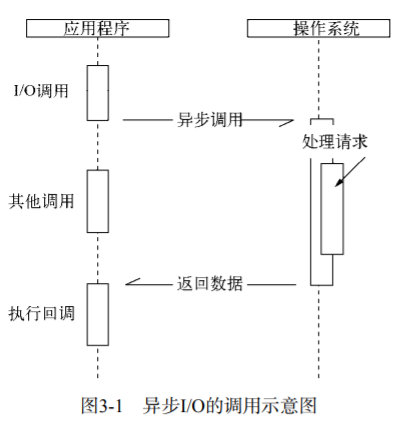 应用程序
操作系统
I/O调用
异步调用
处理请求
其他调用
返回数据
执行回调
图3-1 异步I/O的调用示意图